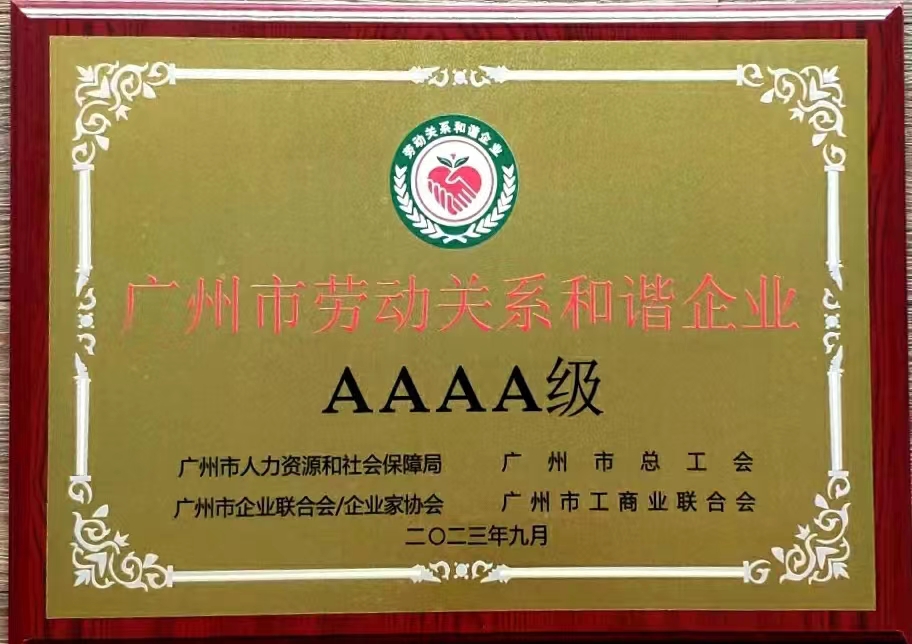 劳动关系和谐企业
广州市劳动关系和谐企业
AAAA级
广州市人力资源和社会保障局 广州市总工会
广州市企业联合会/企业家协会 广州市工商业联合会
二〇二三年九月